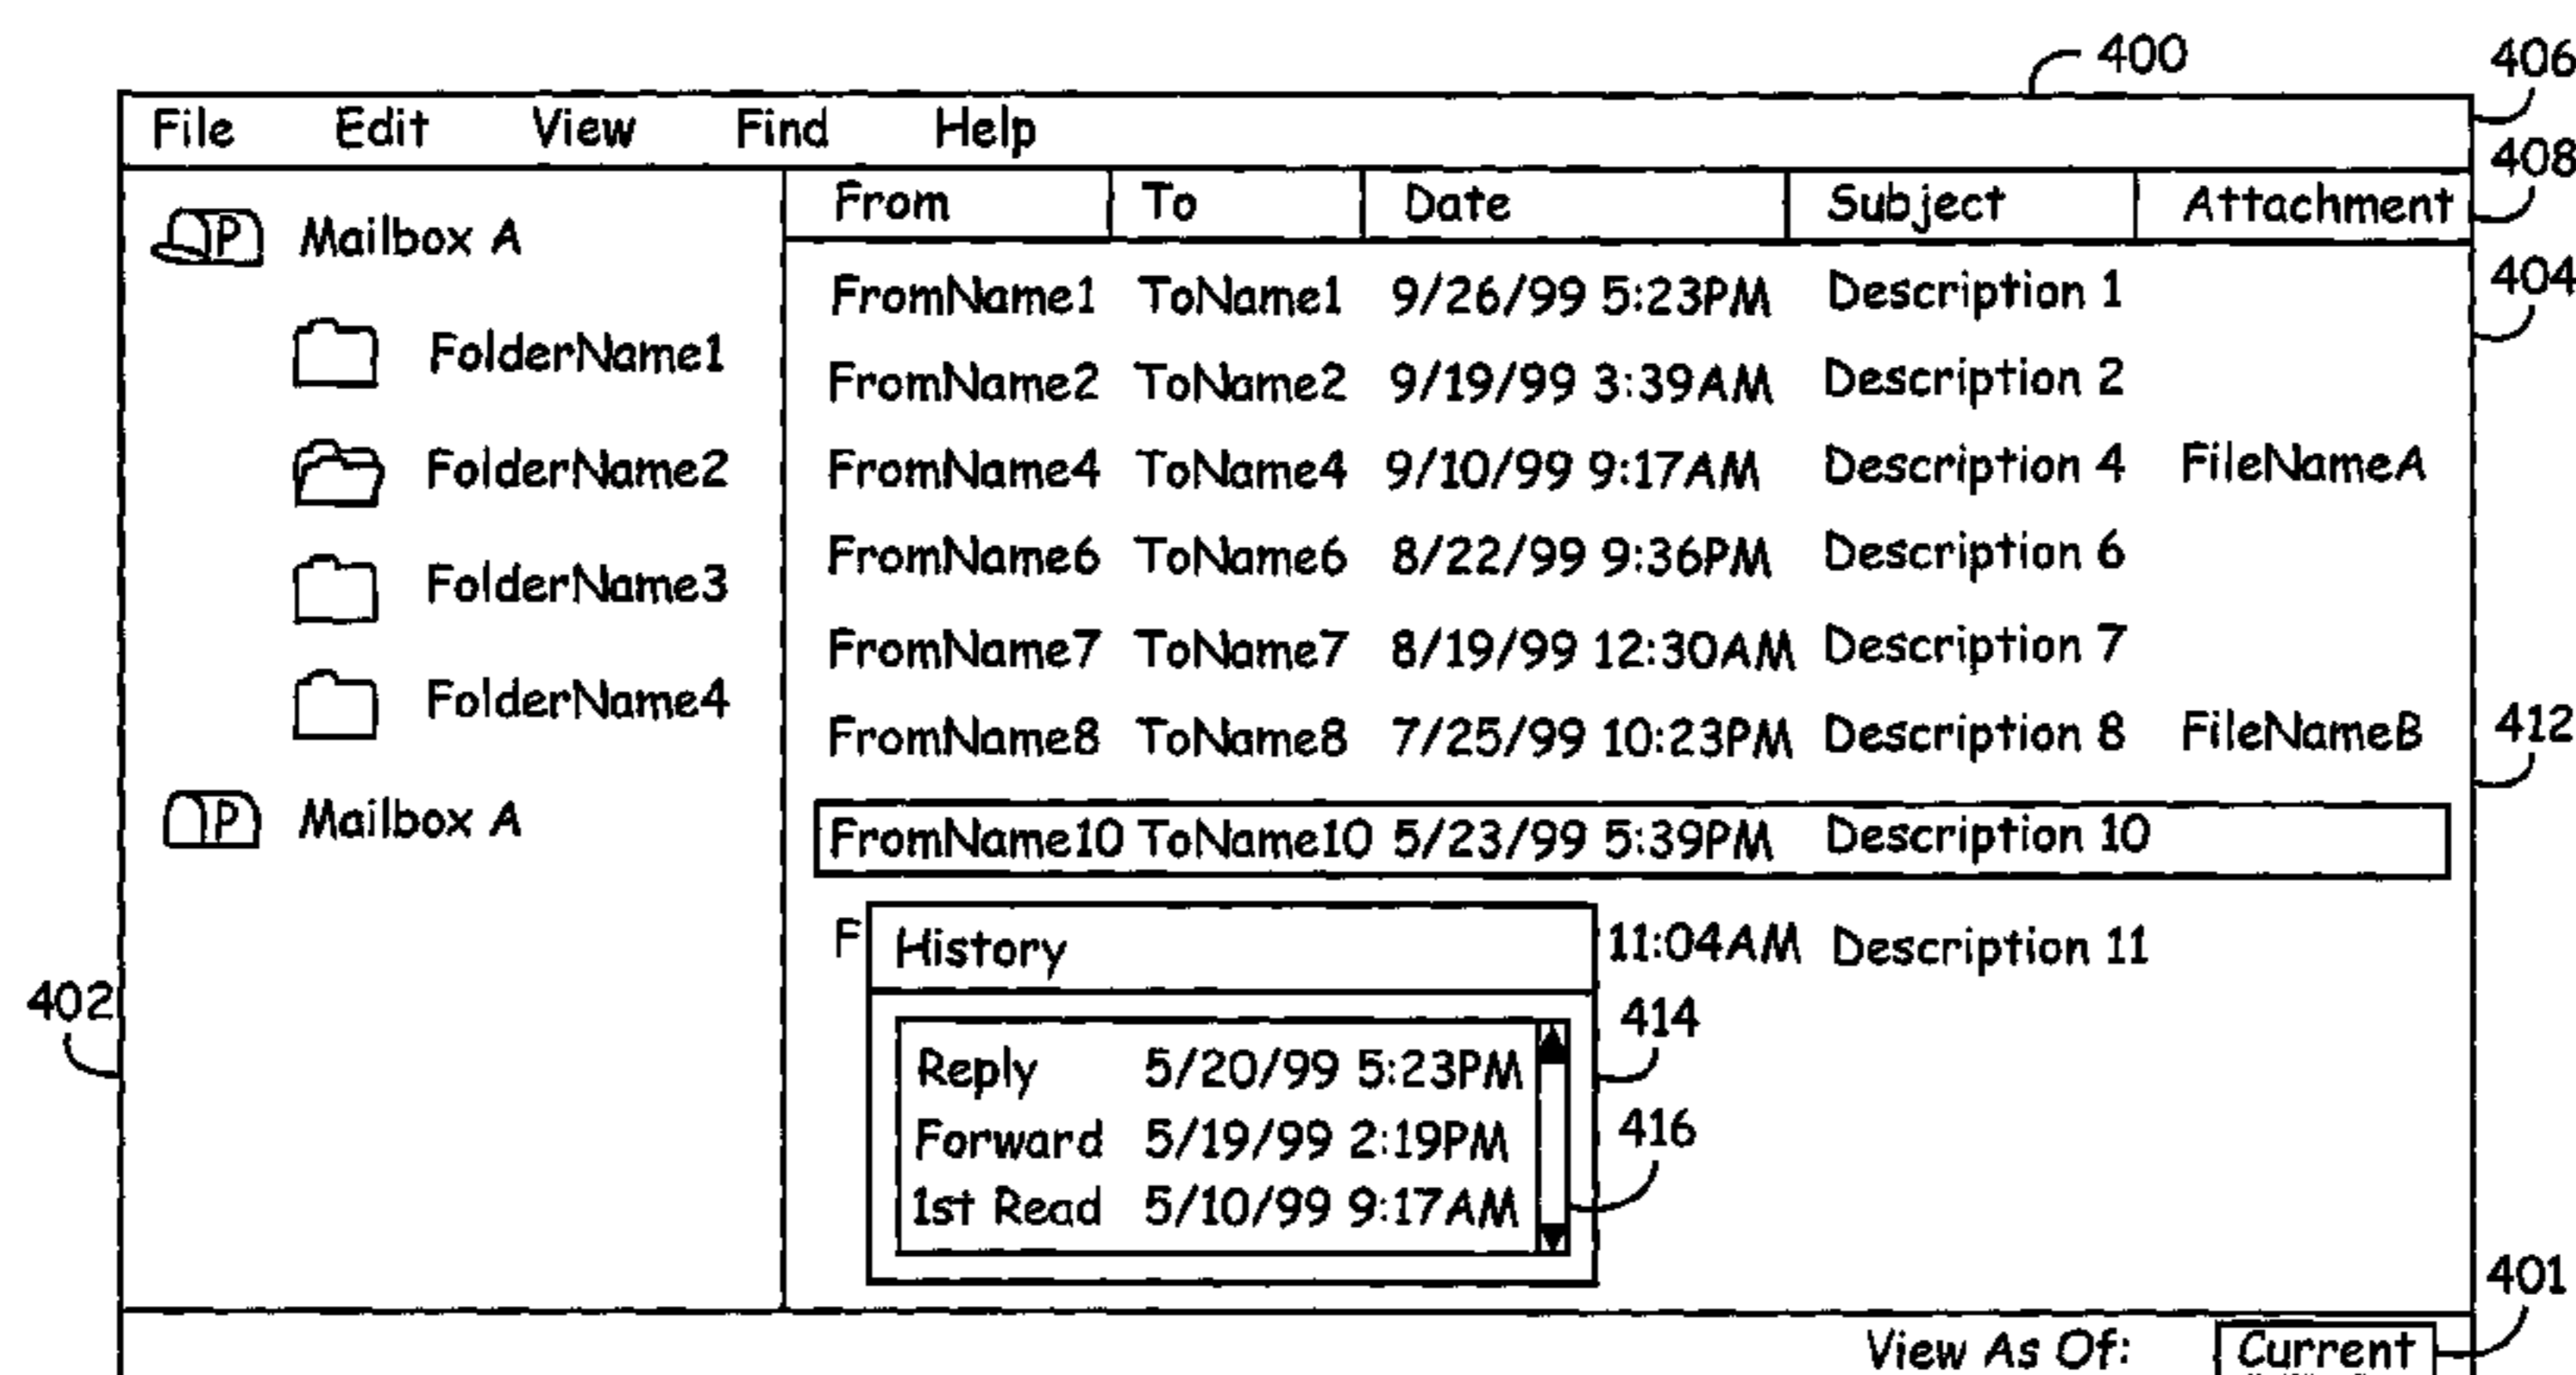 400
406
File Edit View Find Help
408
From To Date Subject Attachment
Mailbox A
404
FromName1 ToName1 9/26/99 5:23PM Description 1
FolderName1
FromName2 ToName2 9/19/99 3:39AM Description 2
FolderName2
FromName4 ToName4 9/10/99 9:17AM Description 4 FileNameA
FromName6 ToName6 8/22/99 9:36PM Description 6
FolderName3
FromName7 ToName7 8/19/99 12:30AM Description 7
FolderName4
FromName8 ToName8 7/25/99 10:23PM Description 8 FileNameB
412
Mailbox A
FromName10 ToName10 5/23/99 5:39PM Description 10
F 11:04AM Description 11
History
402
414
Reply 5/20/99 5:23PM
Forward 5/19/99 2:19PM
416
1st Read 5/10/99 9:17AM
401
View As Of: Current